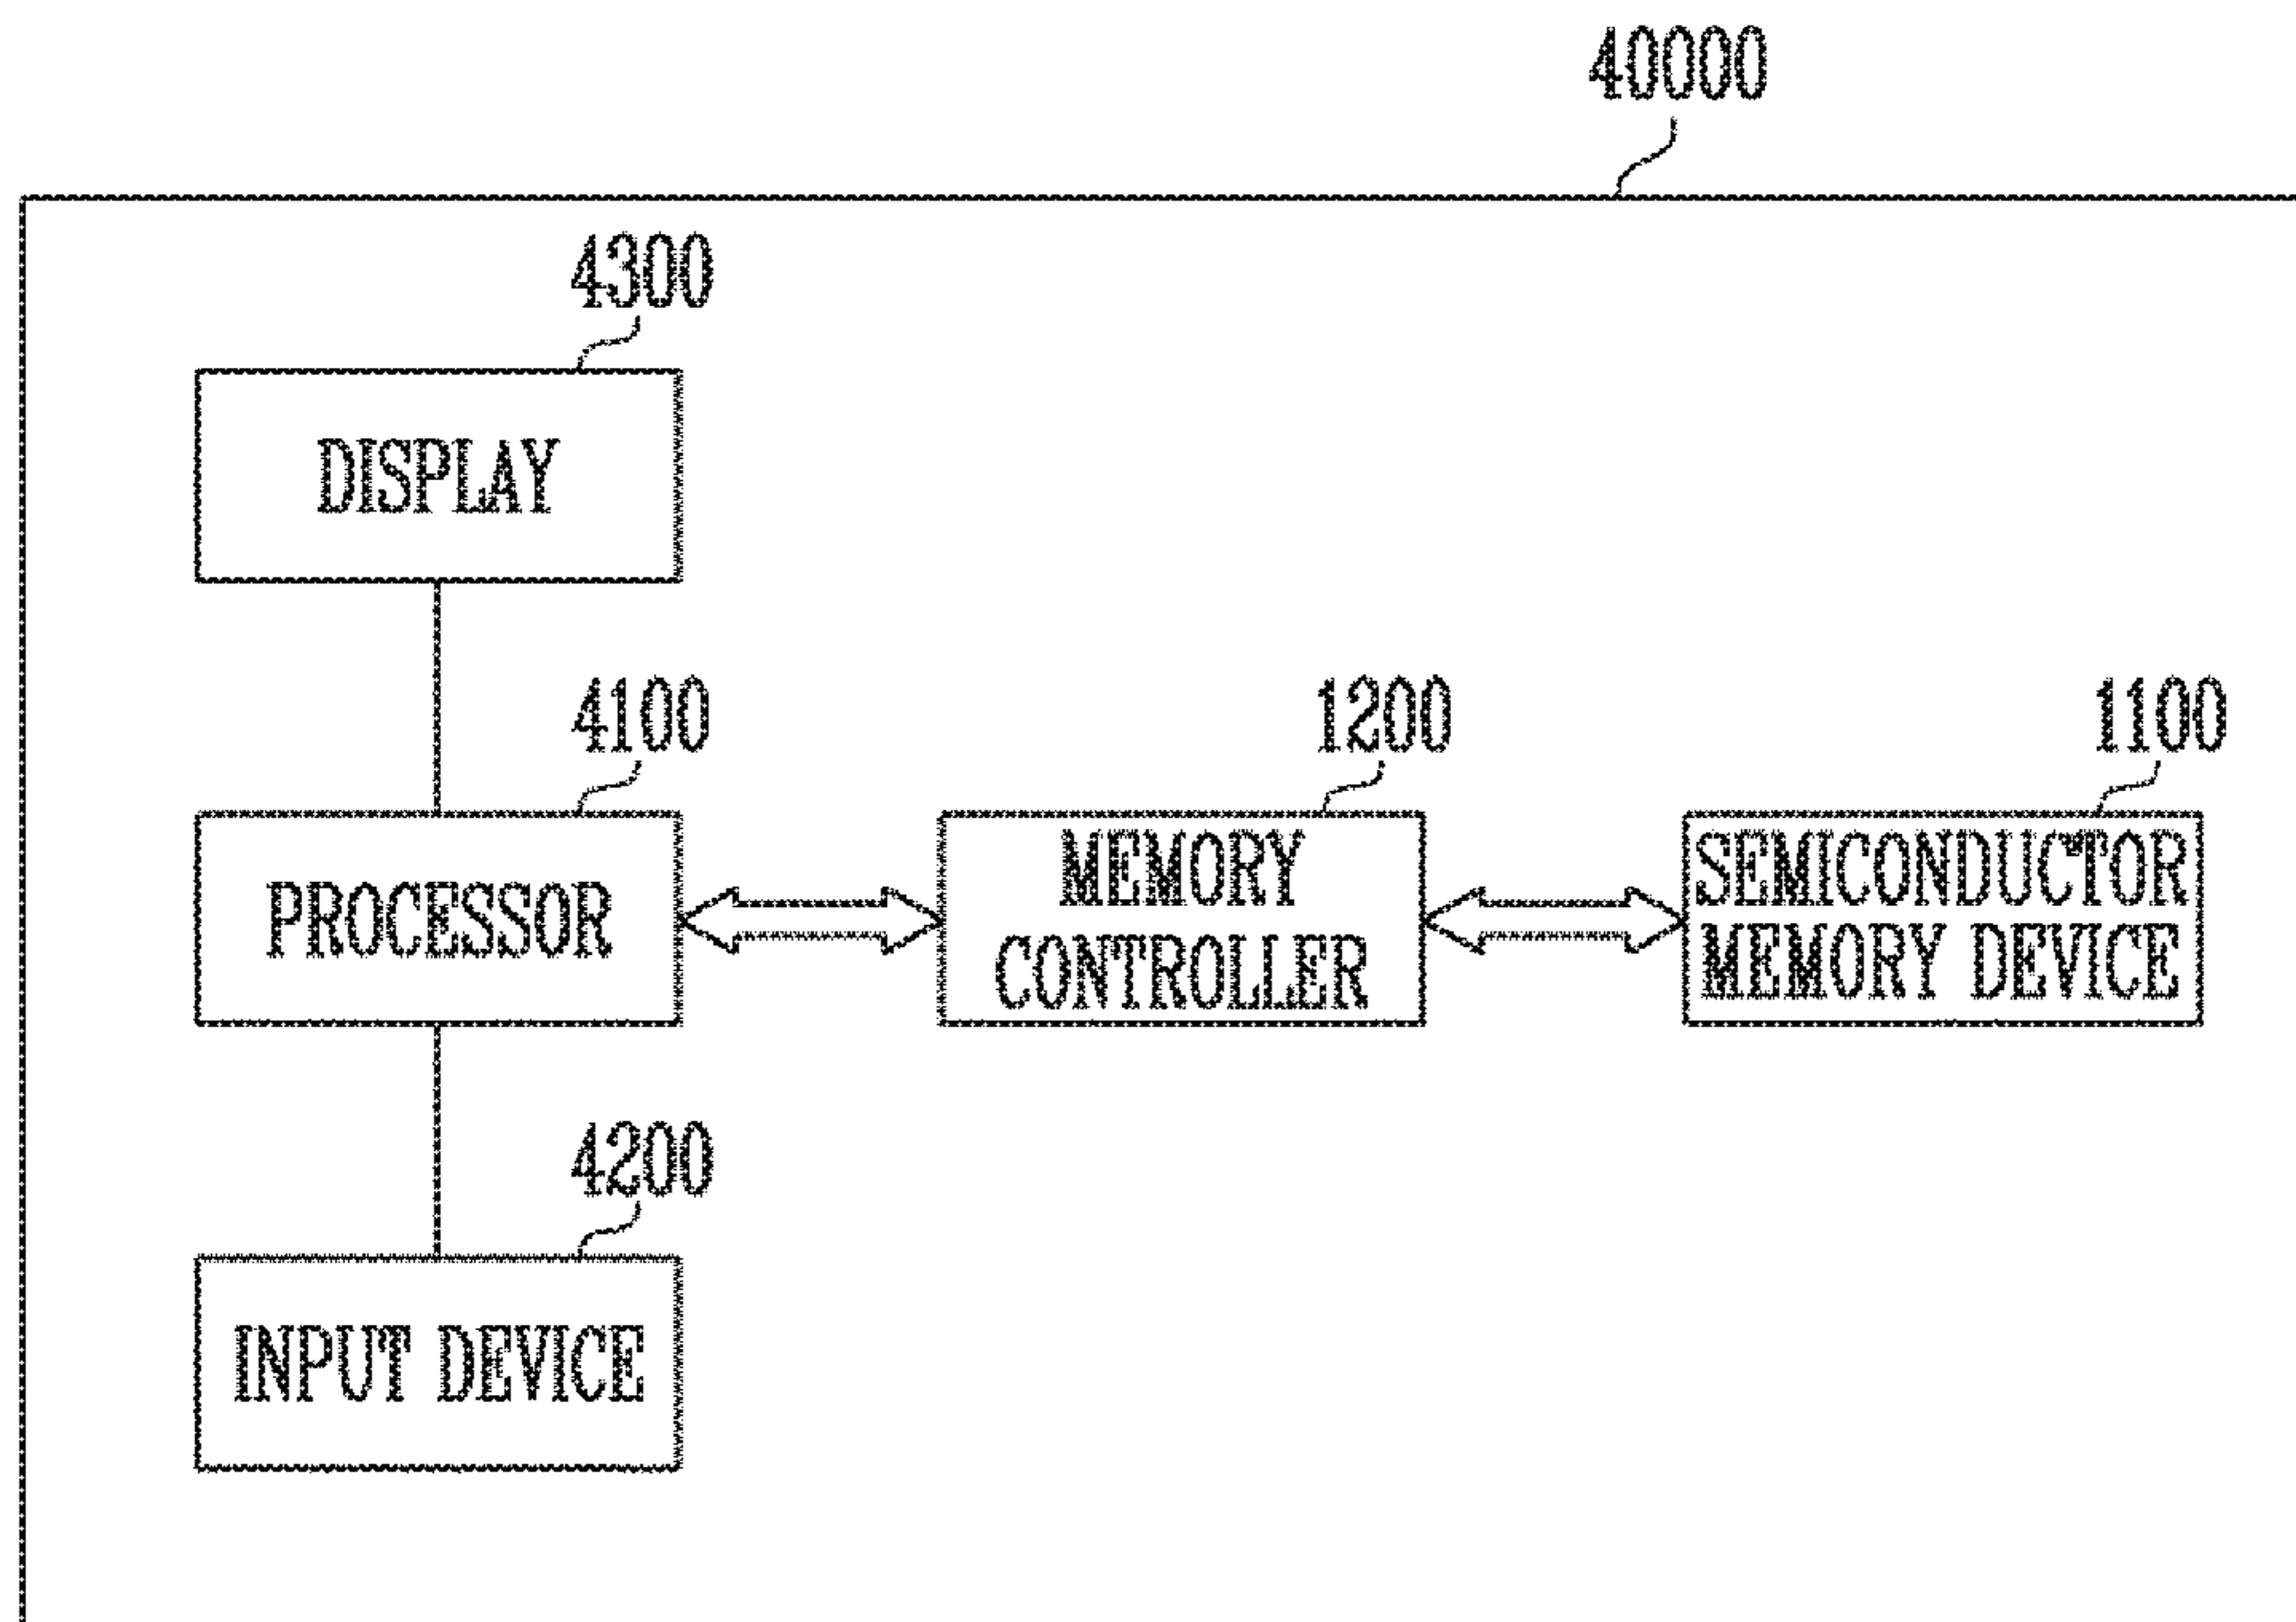 40000
4300
DISPLAY
4100
PROCESSOR
1200
MEMORY
CONTROLLER
1100
SEMICONDUCTOR
MEMORY DEVICE
4200
INPUT DEVICE